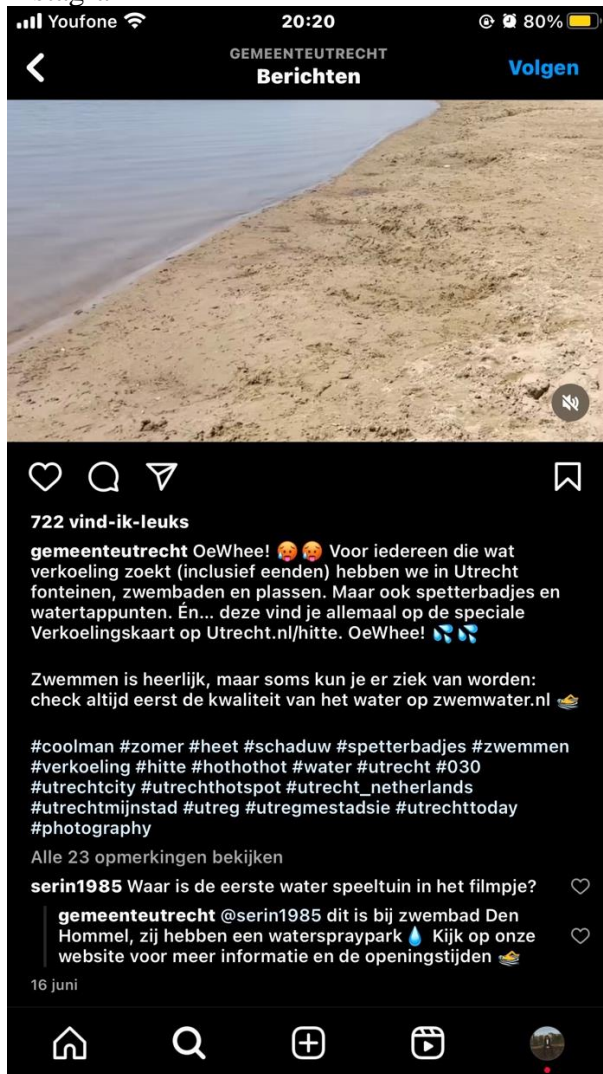 Youfone 20:20 80%
GEMEENTEUTRECHT
Berichten
Volgen
722 vind-ik-leuks
gemeenteutrecht OeWhee! 🥵🥵 Voor iedereen die wat
verkoeling zoekt (inclusief eenden) hebben we in Utrecht
fonteinen, zwembaden en plassen. Maar ook spetterbadjes en
watertappunten. Én... deze vind je allemaal op de speciale
Verkoelingskaart op Utrecht.nl/hitte. OeWhee! 💦💦
Zwemmen is heerlijk, maar soms kun je er ziek van worden:
check altijd eerst de kwaliteit van het water op zwemwater.nl 🏊
#coolman #zomer #heet #schaduw #spetterbadjes #zwemmen
#verkoeling #hitte #hothothot #water #utrecht #030
#utrechtcity #utrechthotspot #utrecht_netherlands
#utrechtmijnstad #utreg #utregmestadsie #utrechttoday
#photography
Alle 23 opmerkingen bekijken
serin1985 Waar is de eerste water speeltuin in het filmpje?
gemeenteutrecht @serin1985 dit is bij zwembad Den
Hommel, zij hebben een waterspraypark 💧 Kijk op onze
website voor meer informatie en de openingstijden 🏊
16 juni